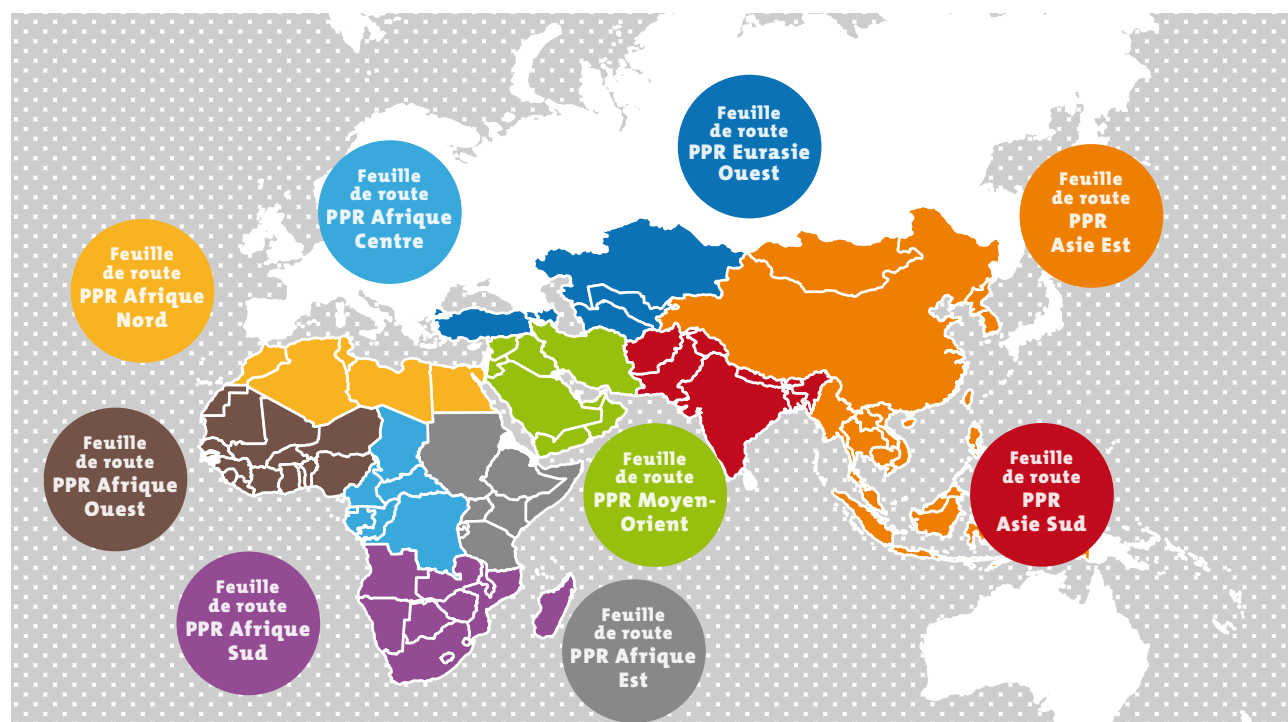 Feuille
de route
PPR Eurasie
Ouest
Feuille
de route
PPR Afrique
Centre
Feuille
de route
PPR
Asie Est
Feuille
de route
PPR Afrique
Nord
Feuille
de route
PPR Afrique
Ouest
Feuille
de route
PPR Moyen-
Orient
Feuille
de route
PPR
Asie Sud
Feuille
de route
PPR Afrique
Sud
Feuille
de route
PPR Afrique
Est